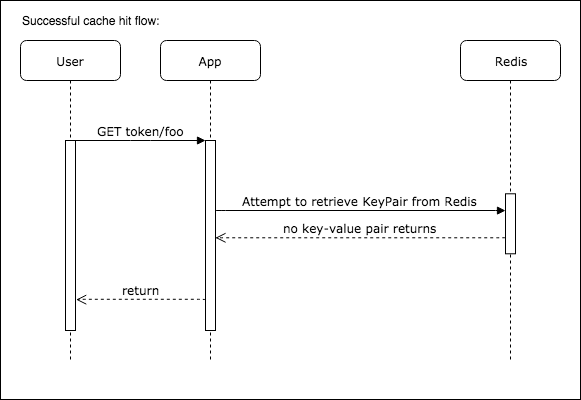 Successful cache hit flow:
User
App
Redis
GET token/foo
Attempt to retrieve KeyPair from Redis
no key-value pair returns
return